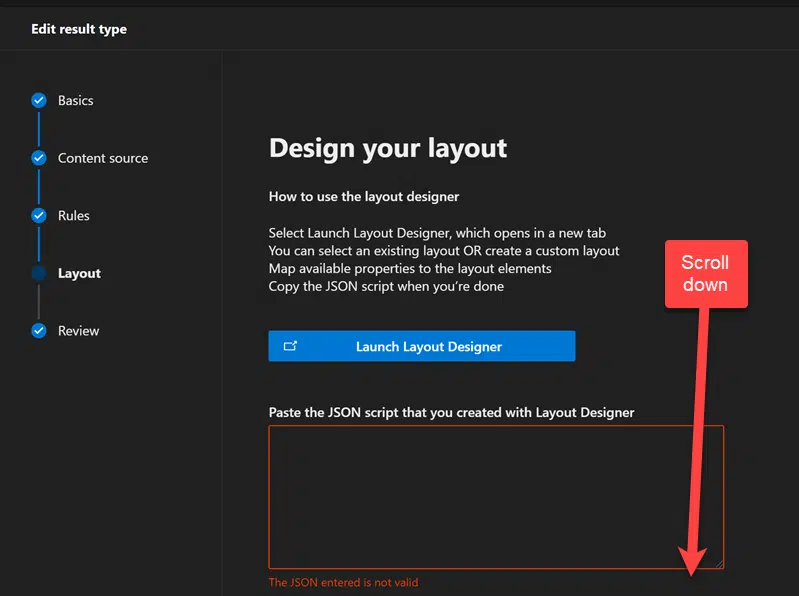 Edit result type
Basics
Content source
Rules
Layout
Review
Design your layout
How to use the layout designer
Select Launch Layout Designer, which opens in a new tab
You can select an existing layout OR create a custom layout
Map available properties to the layout elements
Copy the JSON script when you're done
Launch Layout Designer
Paste the JSON script that you created with Layout Designer
The JSON entered is not valid
Scroll
down